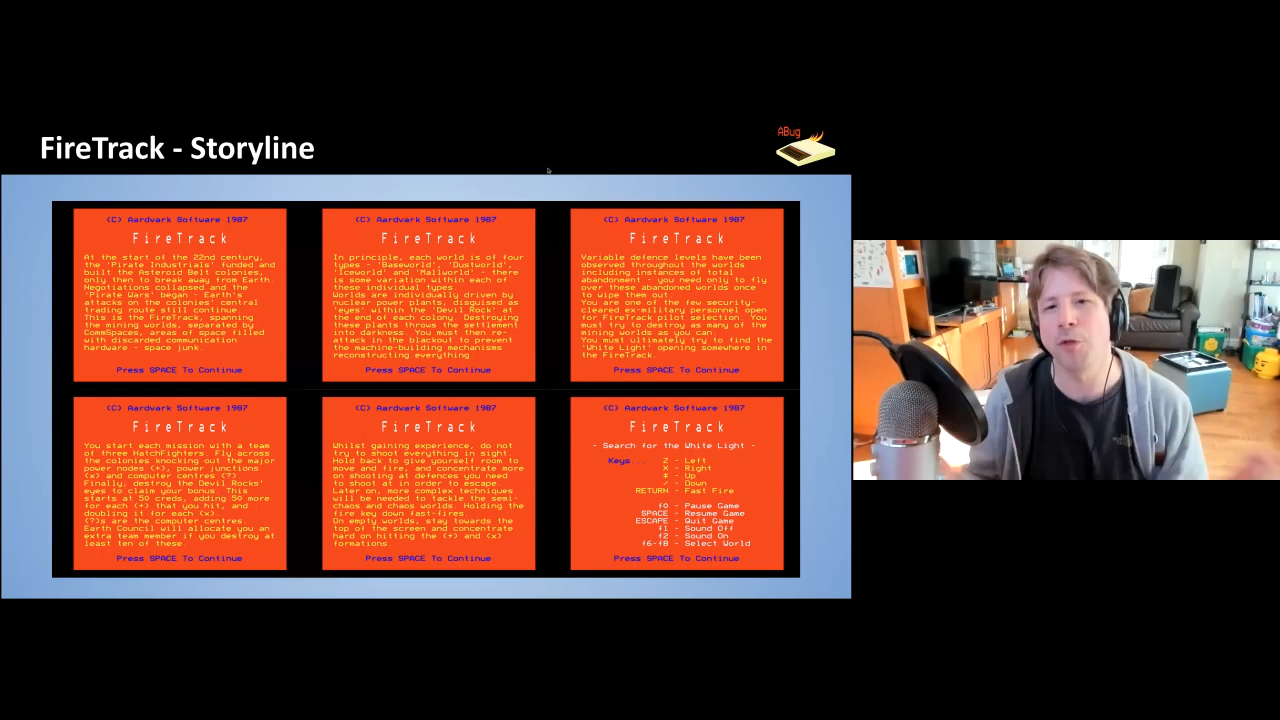 FireTrack - Storyline
ABug
(C) Aardvark Software 1987
FireTrack
At the start of the 22nd century,
the 'Pirate Industrials' funded and
built the Asteroid Belt colonies,
only then to break away from Earth.
Negotiations collapsed and the
'Pirate Wars' began - Earth's
attacks on the colonies' central
trading route still continue.
This is the FireTrack, spanning
the mining worlds, separated by
CommSpaces, areas of space filled
with discarded communication
hardware - space junk.
Press SPACE To Continue
(C) Aardvark Software 1987
FireTrack
In principle, each world is of four
types - 'Baseworld', 'Dustworld',
'Iceworld' and 'Mallworld' - there
is some variation within each of
these individual types.
Worlds are individually driven by
nuclear power plants, disguised as
'eyes' within the 'Devil Rock' at
the end of each colony. Destroying
these plants throws the settlement
into darkness. You must then re-
attack in the blackout to prevent
the machine-building mechanisms
reconstructing everything.
Press SPACE To Continue
(C) Aardvark Software 1987
FireTrack
Variable defence levels have been
observed throughout the worlds
including instances of total
abandonment - you need only to fly
over these abandoned worlds once
to wipe them out.
You are one of the few security-
cleared ex-military personnel open
for FireTrack pilot selection. You
must try to destroy as many of the
mining worlds as you can.
You must ultimately try to find the
'White Light' opening somewhere in
the FireTrack.
Press SPACE To Continue
(C) Aardvark Software 1987
FireTrack
You start each mission with a team
of three HatchFighters. Fly across
the colonies knocking out the major
power nodes (+), power junctions
(x) and computer centres (?).
Finally, destroy the Devil Rocks'
eyes to claim your bonus. This
starts at 50 creds, adding 50 more
for each (+) that you hit, and
doubling it for each (x).
(?)s are the computer centres.
Earth Council will allocate you an
extra team member if you destroy at
least ten of these.
Press SPACE To Continue
(C) Aardvark Software 1987
FireTrack
Whilst gaining experience, do not
try to shoot everything in sight.
Hold back to give yourself room to
move and fire, and concentrate more
on shooting at defences you need
to shoot at in order to escape.
Later on, more complex techniques
will be needed to tackle the semi-
chaos and chaos worlds. Holding the
fire key down fast-fires.
On empty worlds, stay towards the
top of the screen and concentrate
hard on hitting the (+) and (x)
formations.
Press SPACE To Continue
(C) Aardvark Software 1987
FireTrack
- Search for the White Light -
Keys... Z - Left
X - Right
* - Up
/ - Down
RETURN - Fast Fire
f0 - Pause Game
SPACE - Resume Game
ESCAPE - Quit Game
f1 - Sound Off
f2 - Sound On
f6-f8 - Select World
Press SPACE To Continue